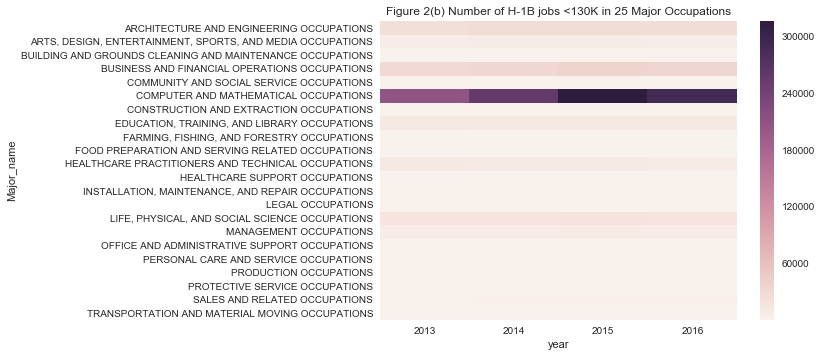 Figure 2(b) Number of H-1B jobs <130K in 25 Major Occupations
Major_name
ARCHITECTURE AND ENGINEERING OCCUPATIONS
ARTS, DESIGN, ENTERTAINMENT, SPORTS, AND MEDIA OCCUPATIONS
BUILDING AND GROUNDS CLEANING AND MAINTENANCE OCCUPATIONS
BUSINESS AND FINANCIAL OPERATIONS OCCUPATIONS
COMMUNITY AND SOCIAL SERVICE OCCUPATIONS
COMPUTER AND MATHEMATICAL OCCUPATIONS
CONSTRUCTION AND EXTRACTION OCCUPATIONS
EDUCATION, TRAINING, AND LIBRARY OCCUPATIONS
FARMING, FISHING, AND FORESTRY OCCUPATIONS
FOOD PREPARATION AND SERVING RELATED OCCUPATIONS
HEALTHCARE PRACTITIONERS AND TECHNICAL OCCUPATIONS
HEALTHCARE SUPPORT OCCUPATIONS
INSTALLATION, MAINTENANCE, AND REPAIR OCCUPATIONS
LEGAL OCCUPATIONS
LIFE, PHYSICAL, AND SOCIAL SCIENCE OCCUPATIONS
MANAGEMENT OCCUPATIONS
OFFICE AND ADMINISTRATIVE SUPPORT OCCUPATIONS
PERSONAL CARE AND SERVICE OCCUPATIONS
PRODUCTION OCCUPATIONS
PROTECTIVE SERVICE OCCUPATIONS
SALES AND RELATED OCCUPATIONS
TRANSPORTATION AND MATERIAL MOVING OCCUPATIONS
2013 2014 2015 2016
year
300000
240000
180000
120000
60000